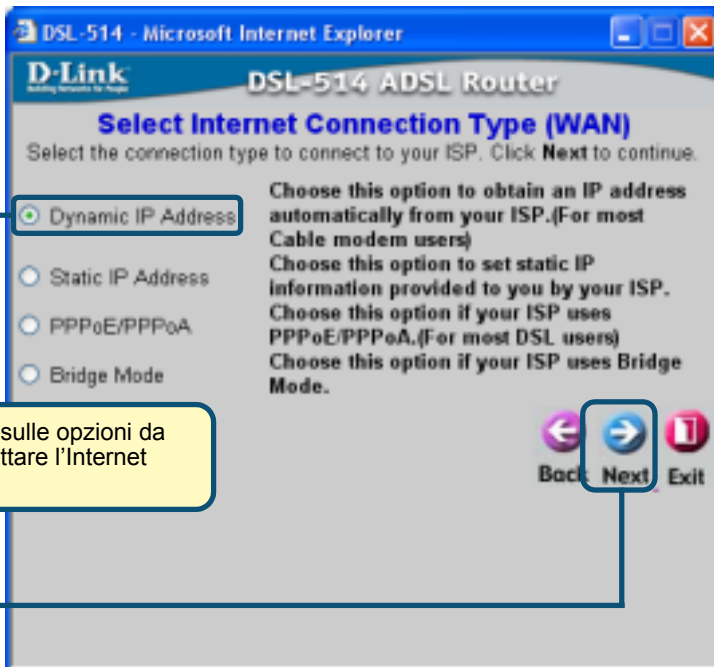 DSL-514 - Microsoft Internet Explorer
D-Link
Building Networks for People
DSL-514 ADSL Router
Select Internet Connection Type (WAN)
Select the connection type to connect to your ISP. Click Next to continue.
Dynamic IP Address
Choose this option to obtain an IP address
automatically from your ISP.(For most
Cable modem users)
Static IP Address
Choose this option to set static IP
information provided to you by your ISP.
PPPoE/PPPoA
Choose this option if your ISP uses
PPPoE/PPPoA.(For most DSL users)
Bridge Mode
Choose this option if your ISP uses Bridge
Mode.
sulle opzioni da
ttare l’Internet
Back Next Exit